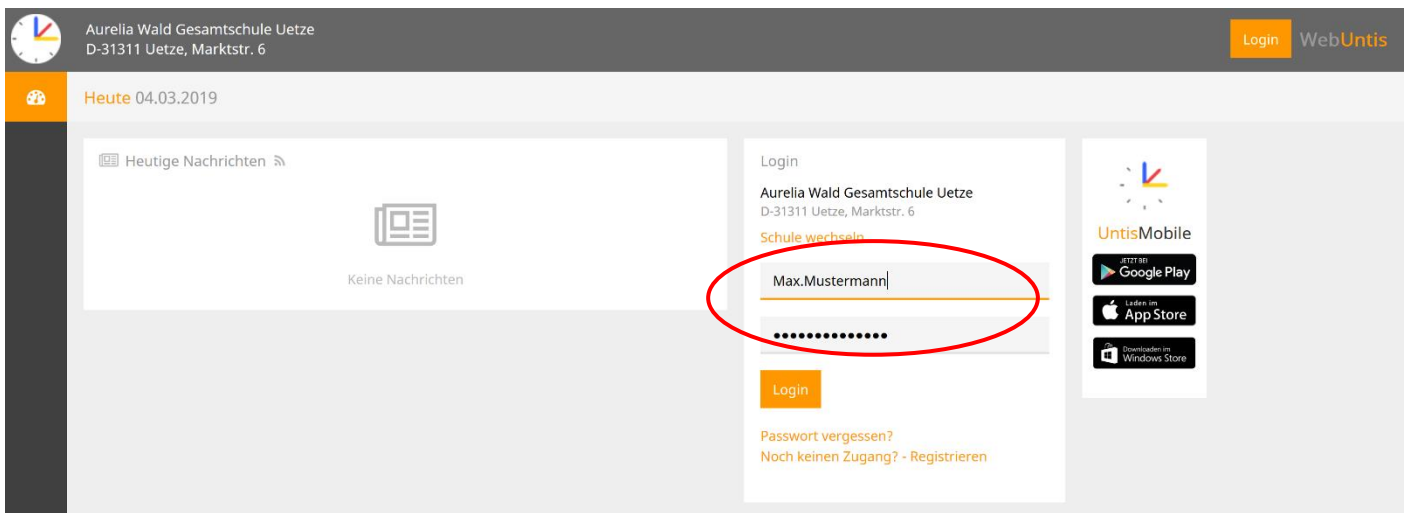 Aurelia Wald Gesamtschule Uetze
D-31311 Uetze, Marktstr. 6
Login WebUntis
Heute 04.03.2019
Heutige Nachrichten
Keine Nachrichten
Login
Aurelia Wald Gesamtschule Uetze
D-31311 Uetze, Marktstr. 6
Schule wechseln
Max.Mustermann
••••••••••••••
Login
Passwort vergessen?
Noch keinen Zugang? - Registrieren
UntisMobile
JETZT BEI
Google Play
Laden im
App Store
Downloaden im
Windows Store